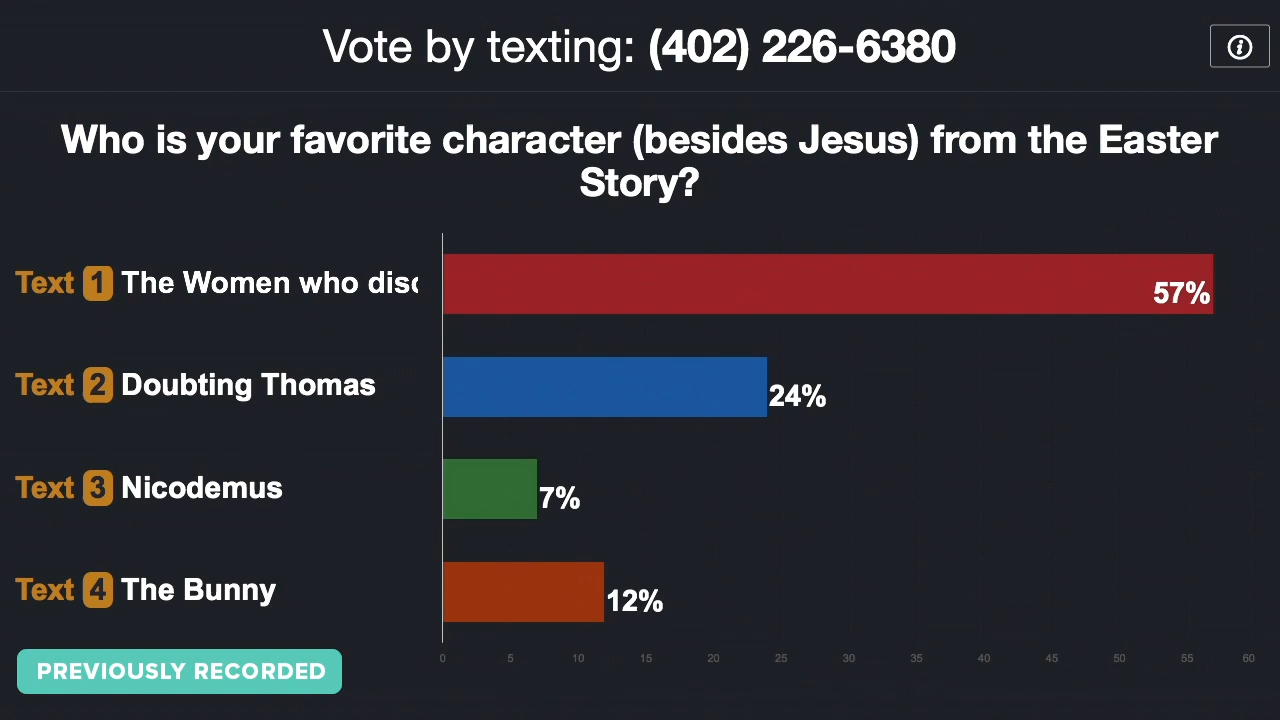 Vote by texting: (402) 226-6380
Who is your favorite character (besides Jesus) from the Easter
Story?
Text 1 The Women who disc
57%
Text 2 Doubting Thomas
24%
Text 3 Nicodemus
7%
Text 4 The Bunny
12%
0 5 10 15 20 25 30 35 40 45 50 55 60
PREVIOUSLY RECORDED